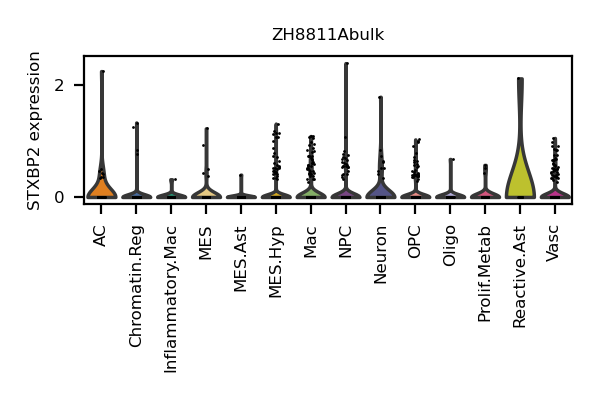 ZH8811Abulk
STXBP2 expression
2
0
AC
Chromatin.Reg
Inflammatory.Mac
MES
MES.Ast
MES.Hyp
Mac
NPC
Neuron
OPC
Oligo
Prolif.Metab
Reactive.Ast
Vasc